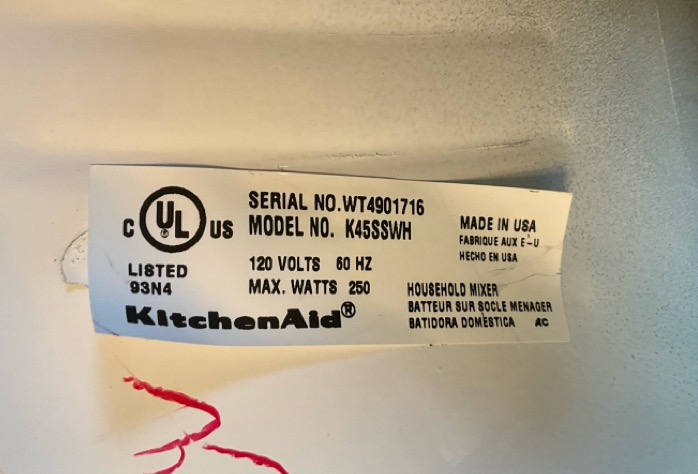 C UL US
LISTED
93N4
SERIAL NO.WT4901716
MODEL NO. K45SSWH
120 VOLTS 60 HZ
MAX. WATTS 250
KitchenAid®
MADE IN USA
FABRIQUE AUX E-U
HECHO EN USA
HOUSEHOLD MIXER
BATTEUR SUR SOCLE MENAGER
BATIDORA DOMESTICA AC